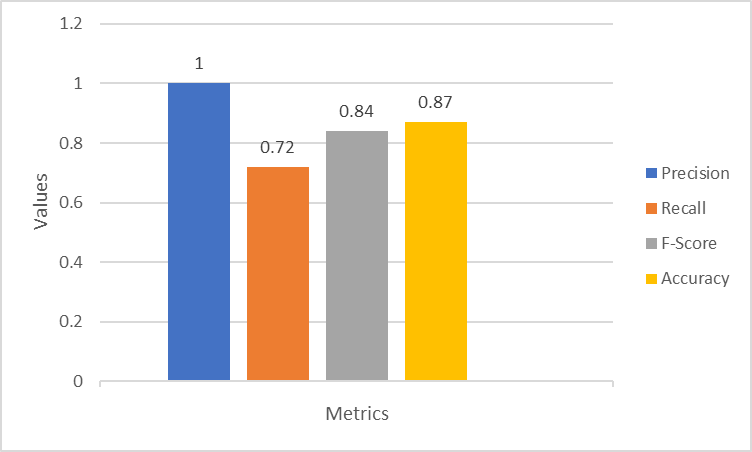 1.2
1
0.8
0.6
0.4
0.2
0
Values
1
0.72
0.84
0.87
Metrics
Precision
Recall
F-Score
Accuracy